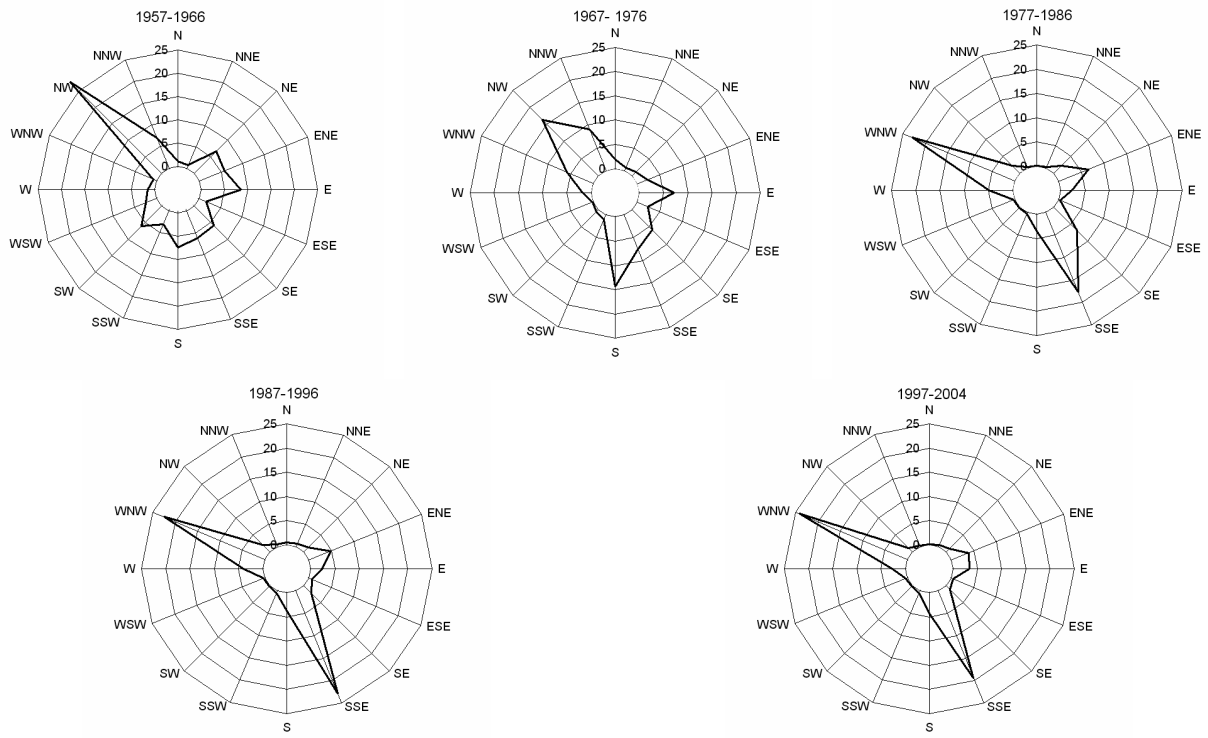 1957-1966
N
NNE
NE
ENE
E
ESE
SE
SSE
S
SSW
SW
WSW
W
WNW
NW
NNW
25
20
15
10
5
0
1967- 1976
N
NNE
NE
ENE
E
ESE
SE
SSE
S
SSW
SW
WSW
W
WNW
NW
NNW
25
20
15
10
5
0
1977-1986
N
NNE
NE
ENE
E
ESE
SE
SSE
S
SSW
SW
WSW
W
WNW
NW
NNW
25
20
15
10
5
0
1987-1996
N
NNE
NE
ENE
E
ESE
SE
SSE
S
SSW
SW
WSW
W
WNW
NW
NNW
25
20
15
10
5
0
1997-2004
N
NNE
NE
ENE
E
ESE
SE
SSE
S
SSW
SW
WSW
W
WNW
NW
NNW
25
20
15
10
5
0